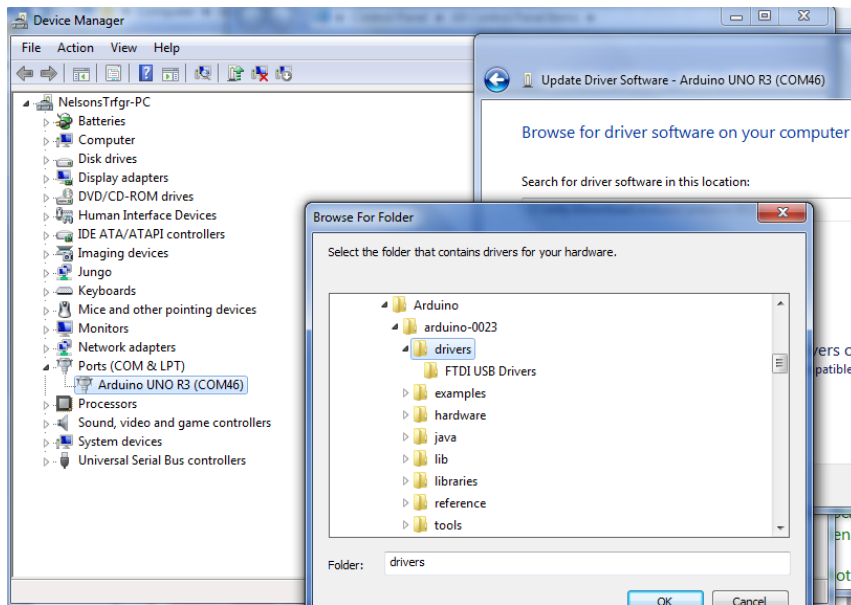 Device Manager
File Action View Help
NelsonsTrfgr-PC
Batteries
Computer
Disk drives
Display adapters
DVD/CD-ROM drives
Human Interface Devices
IDE ATA/ATAPI controllers
Imaging devices
Jungo
Keyboards
Mice and other pointing devices
Monitors
Network adapters
Ports (COM & LPT)
Arduino UNO R3 (COM46)
Processors
Sound, video and game controllers
System devices
Universal Serial Bus controllers
Update Driver Software - Arduino UNO R3 (COM46)
Browse for driver software on your computer
Search for driver software in this location:
Browse For Folder
Select the folder that contains drivers for your hardware.
Arduino
arduino-0023
drivers
FTDI USB Drivers
examples
hardware
java
lib
libraries
reference
tools
Folder: drivers
OK Cancel